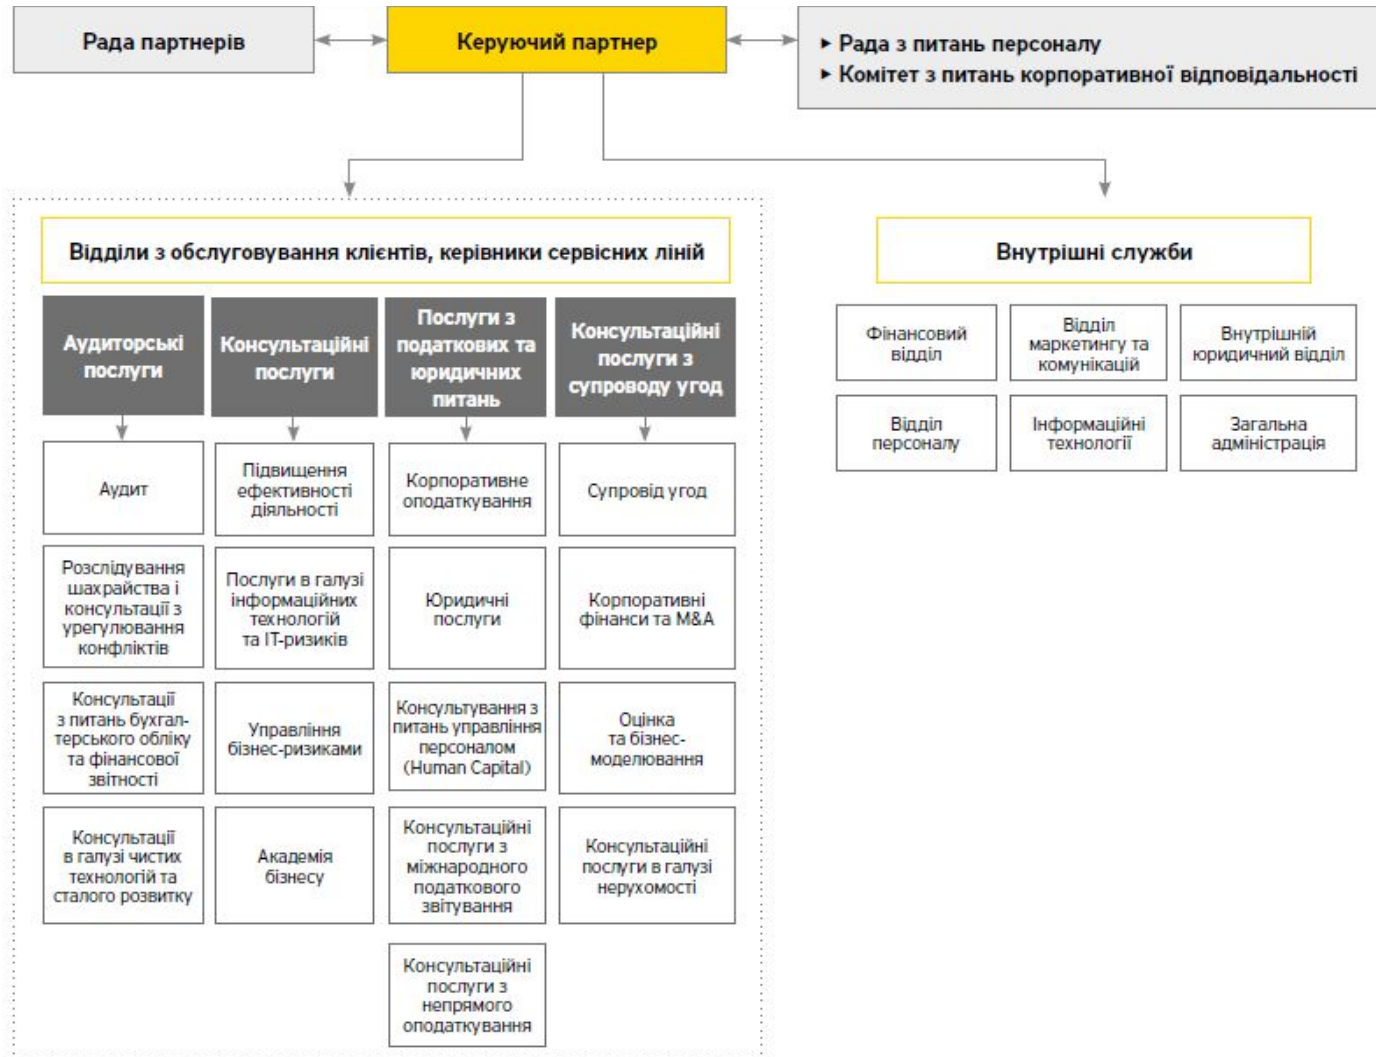 Рада партнерів
Керуючий партнер
▸ Рада з питань персоналу
▸ Комітет з питань корпоративної відповідальності
Відділи з обслуговування клієнтів, керівники сервісних ліній
Аудиторські
послуги
Аудит
Розслідування
шахрайства і
консультації з
урегулювання
конфліктів
Консультації
з питань бухгал-
терського обліку
та фінансової
звітності
Консультації
в галузі чистих
технологій та
сталого розвитку
Консультаційні
послуги
Підвищення
ефективності
діяльності
Послуги в галузі
інформаційних
технологій
та ІТ-ризиків
Управління
бізнес-ризиками
Академія
бізнесу
Послуги з
податкових та
юридичних
питань
Корпоративне
оподаткування
Юридичні
послуги
Консультування з
питань управління
персоналом
(Human Capital)
Консультаційні
послуги з
міжнародного
податкового
звітування
Консультаційні
послуги з
непрямого
оподаткування
Консультаційні
послуги з
супроводу угод
Супровід угод
Корпоративні
фінанси та M&A
Оцінка
та бізнес-
моделювання
Консультаційні
послуги в галузі
нерухомості
Внутрішні служби
Фінансовий
відділ
Відділ
маркетингу та
комунікацій
Внутрішній
юридичний відділ
Відділ
персоналу
Інформаційні
технології
Загальна
адміністрація